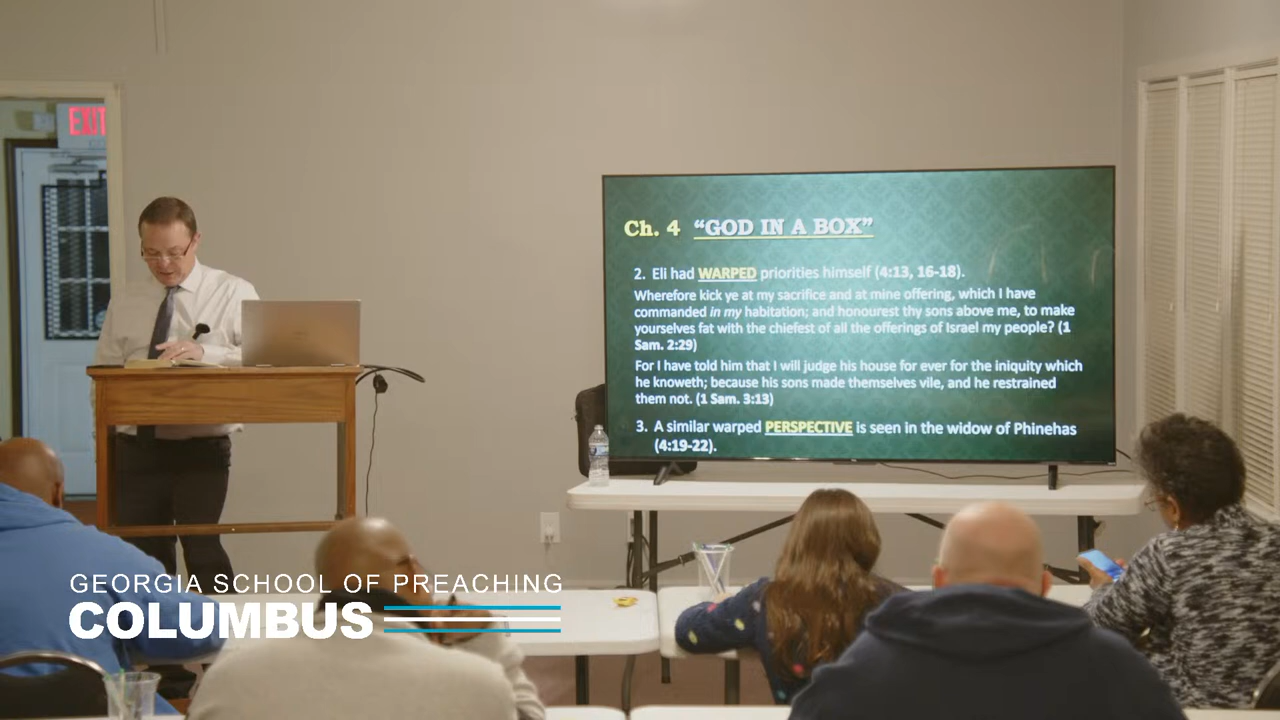 EXIT
Ch. 4 “GOD IN A BOX”
2. Eli had WARPED priorities himself (4:13, 16-18).
Wherefore kick ye at my sacrifice and at mine offering, which I have
commanded in my habitation; and honourest thy sons above me, to make
yourselves fat with the chiefest of all the offerings of Israel my people? (1
Sam. 2:29)
For I have told him that I will judge his house for ever for the iniquity which
he knoweth; because his sons made themselves vile, and he restrained
them not. (1 Sam. 3:13)
3. A similar warped PERSPECTIVE is seen in the widow of Phinehas
(4:19-22).
GEORGIA SCHOOL OF PREACHING
COLUMBUS